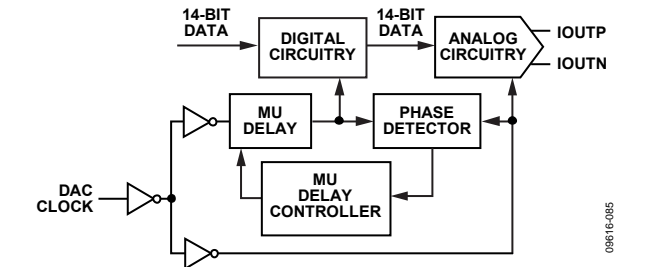 14-BIT
DATA
DIGITAL
CIRCUITRY
14-BIT
DATA
ANALOG
CIRCUITRY
IOUTP
IOUTN
MU
DELAY
PHASE
DETECTOR
MU
DELAY
CONTROLLER
DAC
CLOCK
09616-085